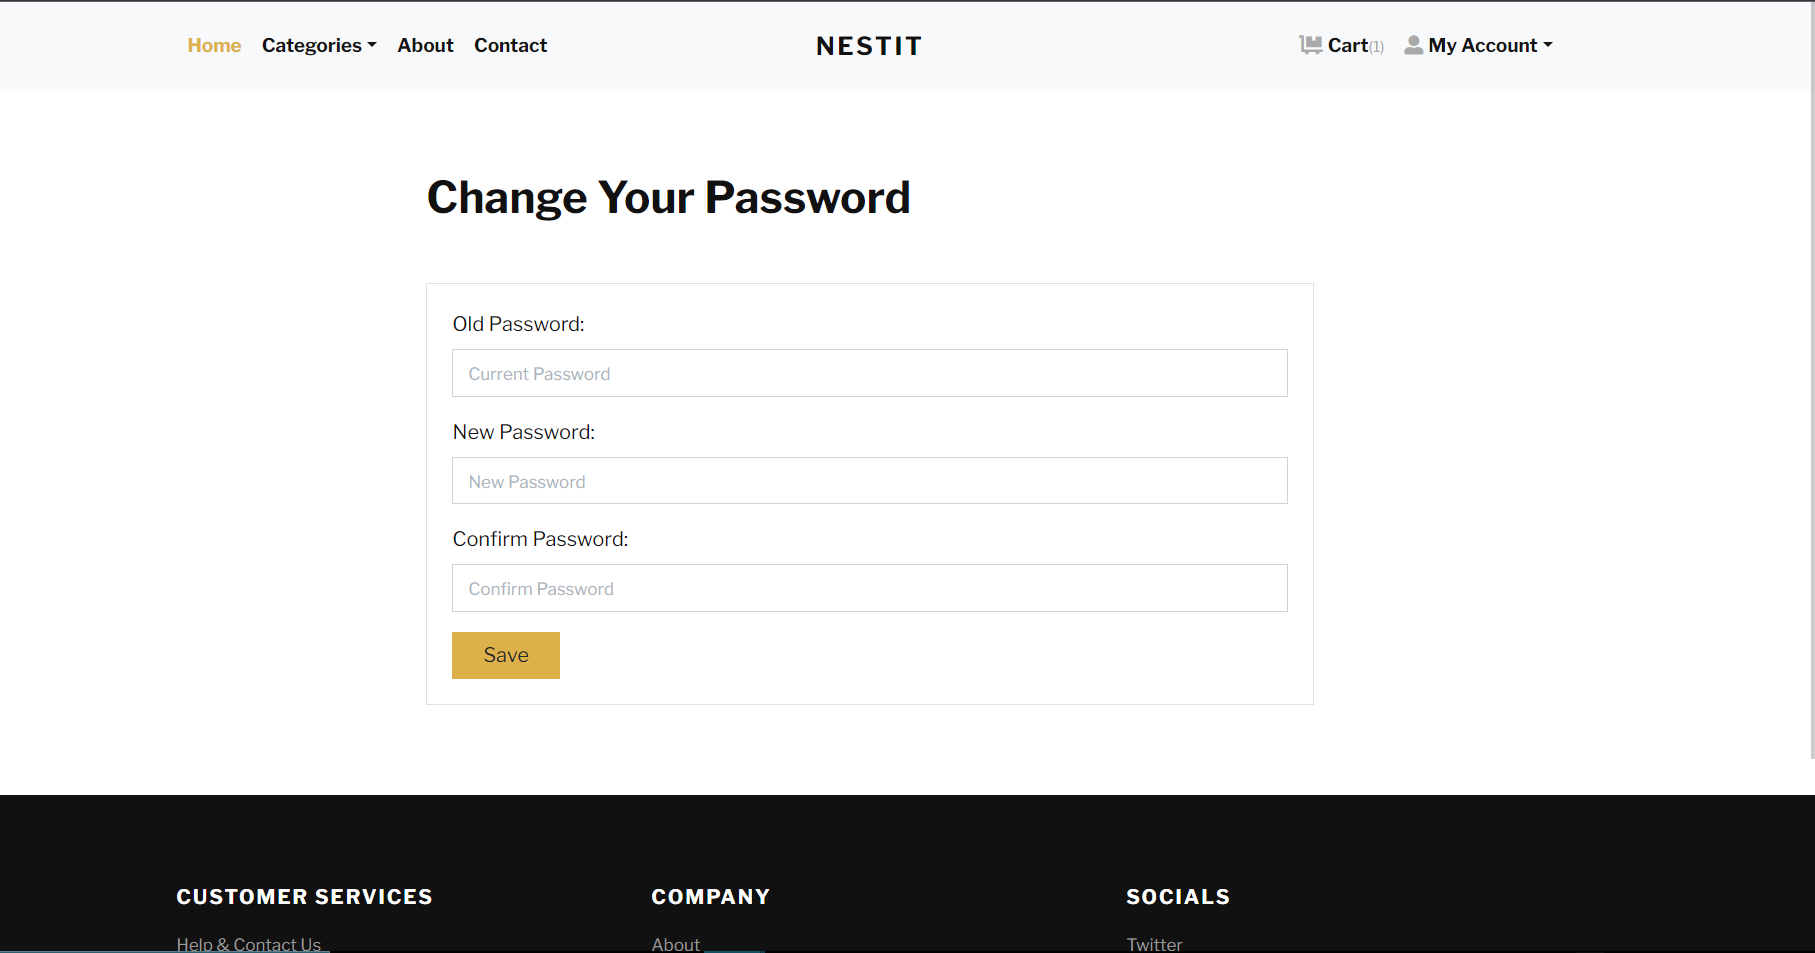 Home Categories About Contact NESTIT Cart(1) My Account
Change Your Password
Old Password:
Current Password
New Password:
New Password
Confirm Password:
Confirm Password
Save
CUSTOMER SERVICES COMPANY SOCIALS
Help & Contact Us About Twitter